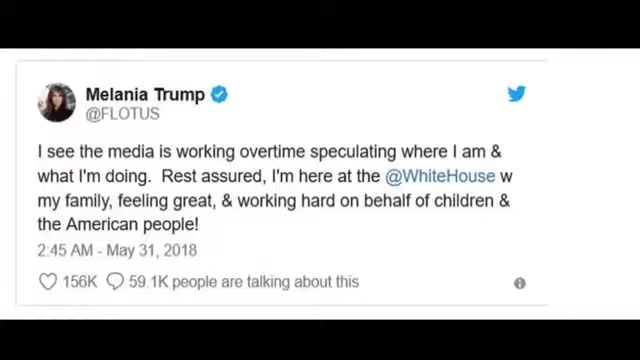 Melania Trump
@FLOTUS
I see the media is working overtime speculating where I am &
what I'm doing. Rest assured, I'm here at the @WhiteHouse w
my family, feeling great, & working hard on behalf of children &
the American people!
2:45 AM - May 31, 2018
156K 59.1K people are talking about this